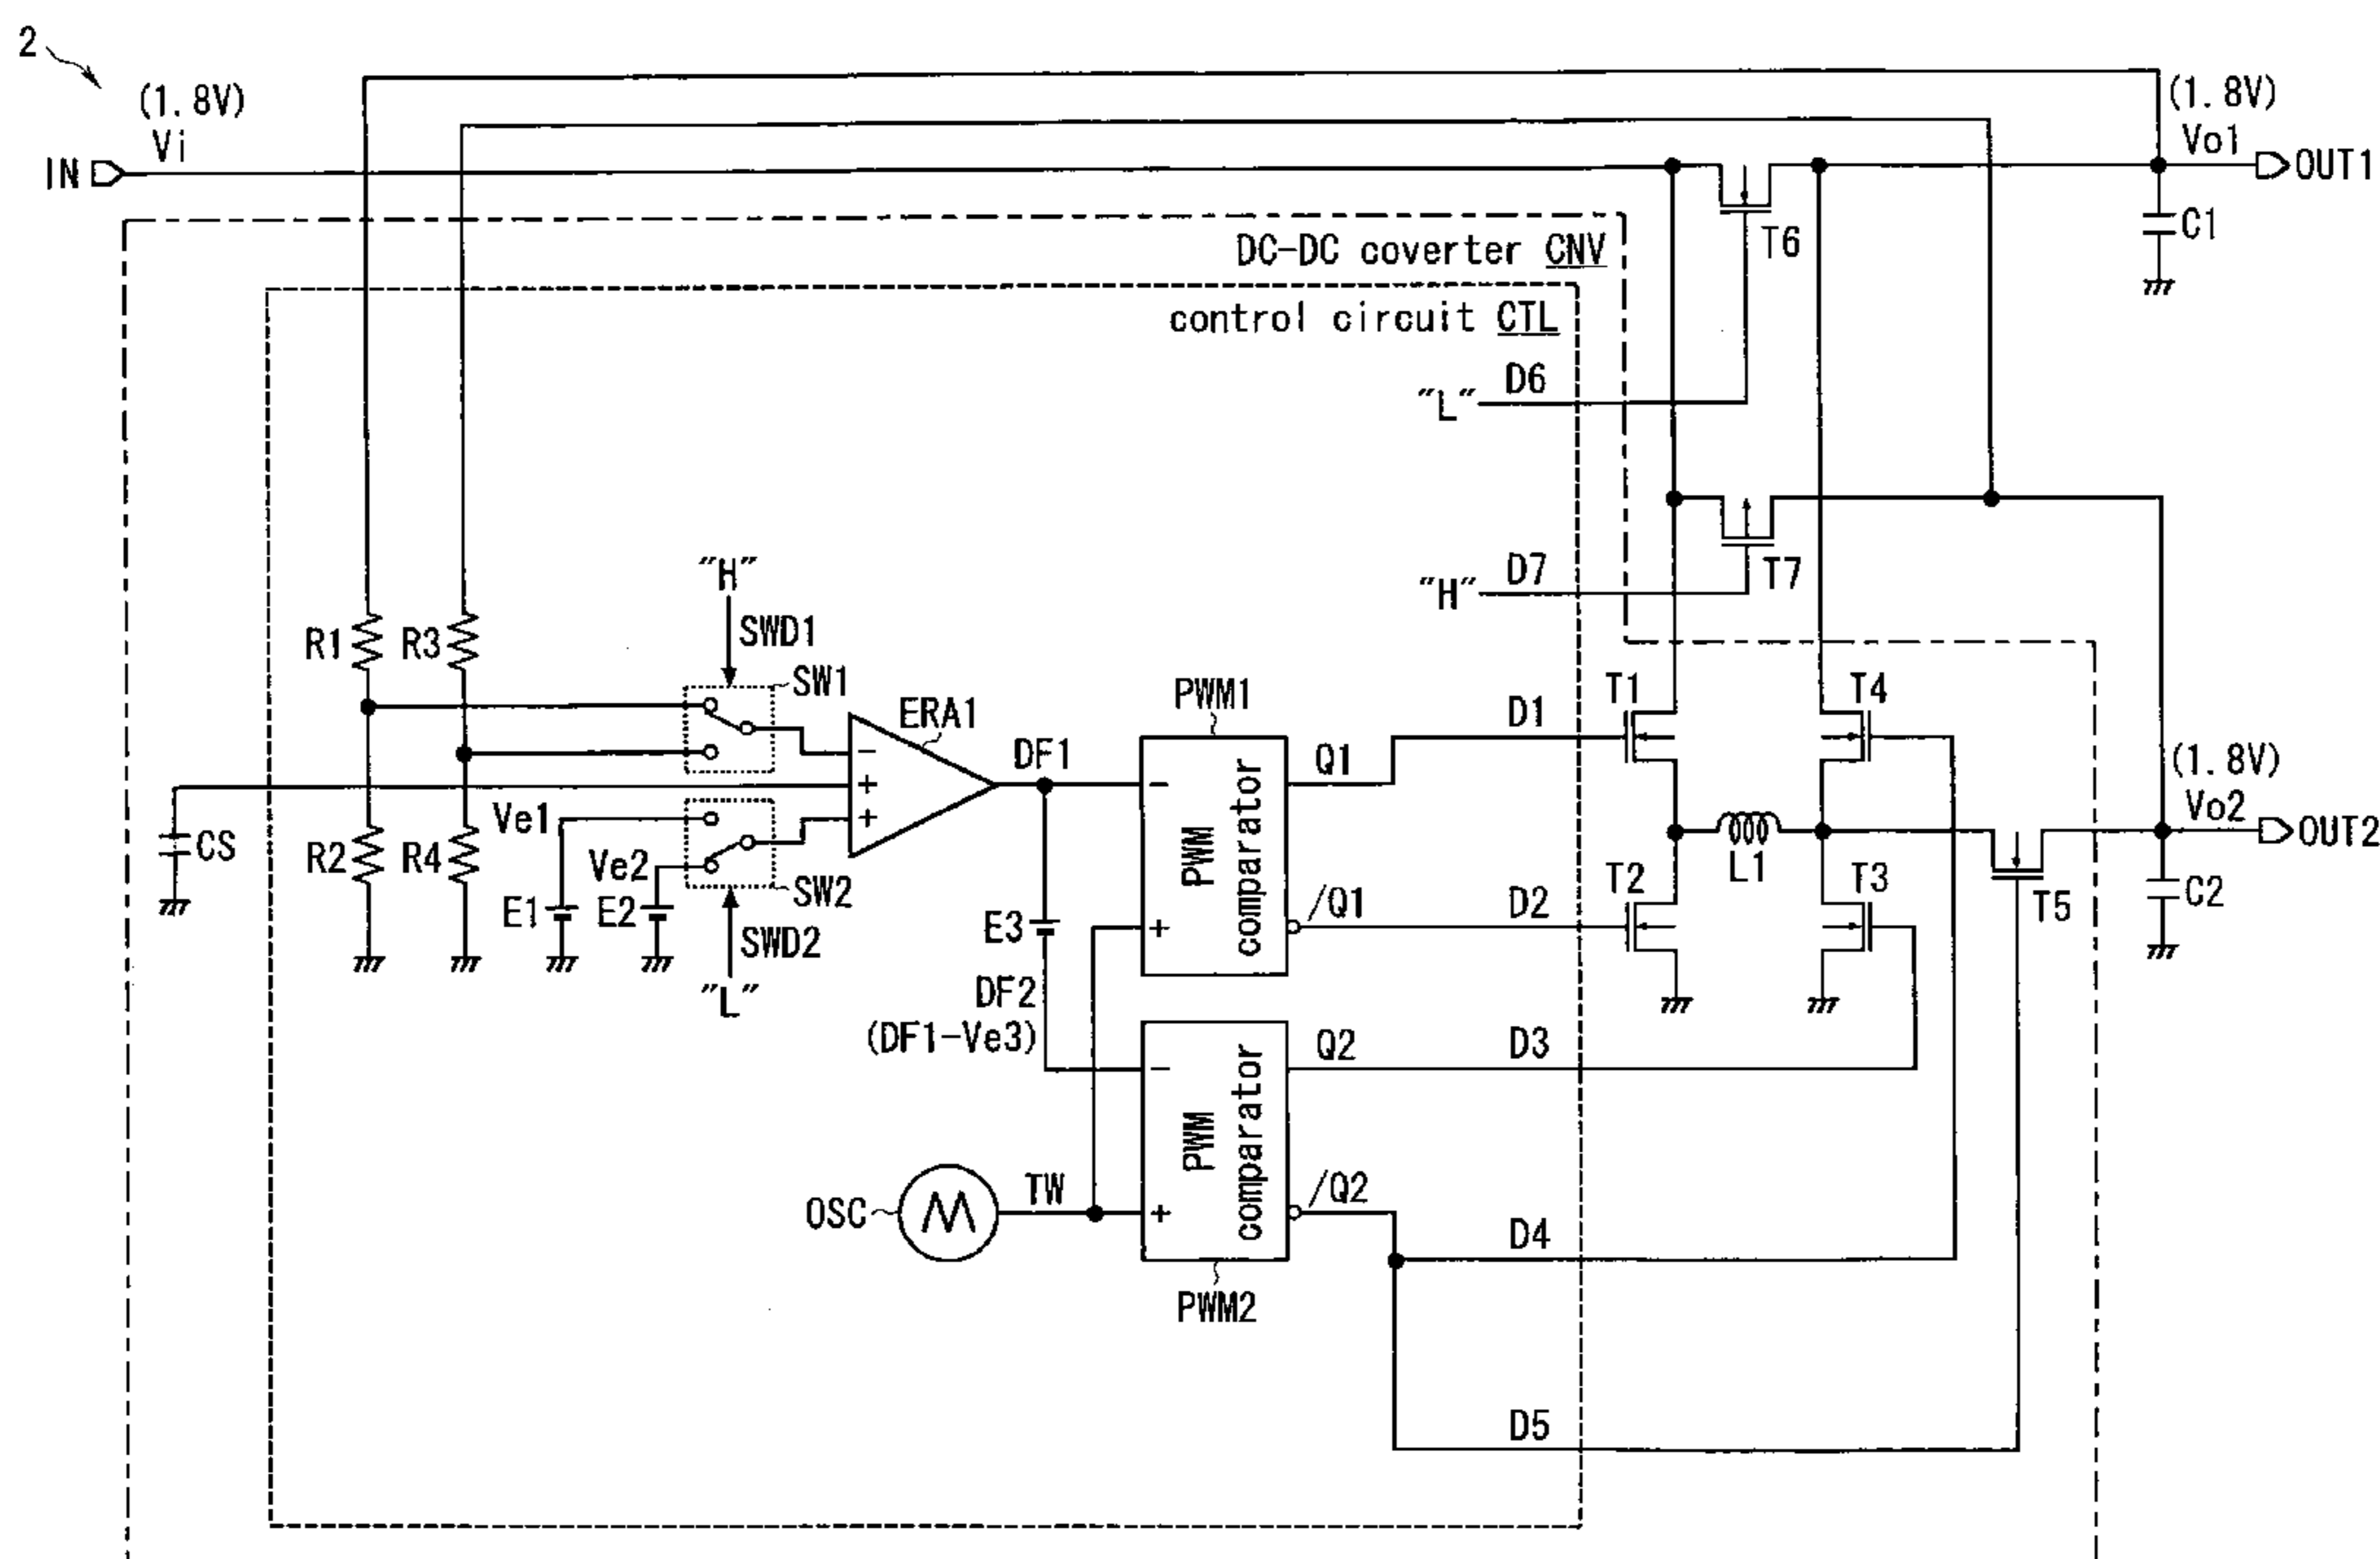 2
(1.8V)
Vi
IN
(1.8V)
Vo1
OUT1
C1
T6
DC-DC coverter CNV
control circuit CTL
D6
"L"
D7
"H"
T7
"H"
SWD1
SW1
R1
R3
ERA1
DF1
PWM1
Q1
D1
T1
T4
−
+
+
−
PWM
comparator
+
Ve1
CS
R2
R4
Ve2
SW2
E1
E2
SWD2
"L"
E3
/Q1
D2
T2
L1
T3
T5
(1.8V)
Vo2
OUT2
C2
DF2
(DF1-Ve3)
Q2
D3
−
PWM
comparator
+
OSC
TW
/Q2
D4
PWM2
D5